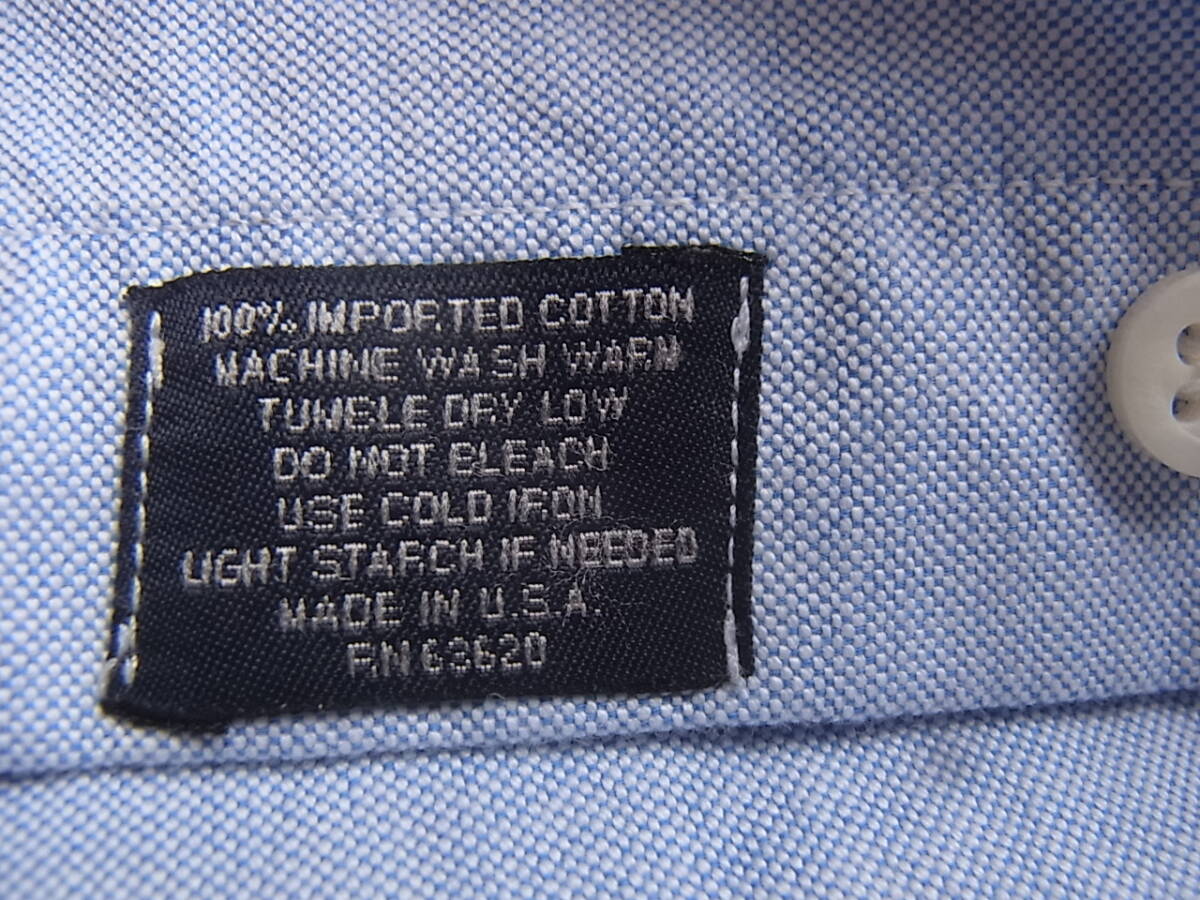 100% IMPORTED COTTON
MACHINE WASH WARM
TUMBLE DRY LOW
DO NOT BLEACH
USE COLD IRON
LIGHT STARCH IF NEEDED
MADE IN U.S.A.
RN 63620